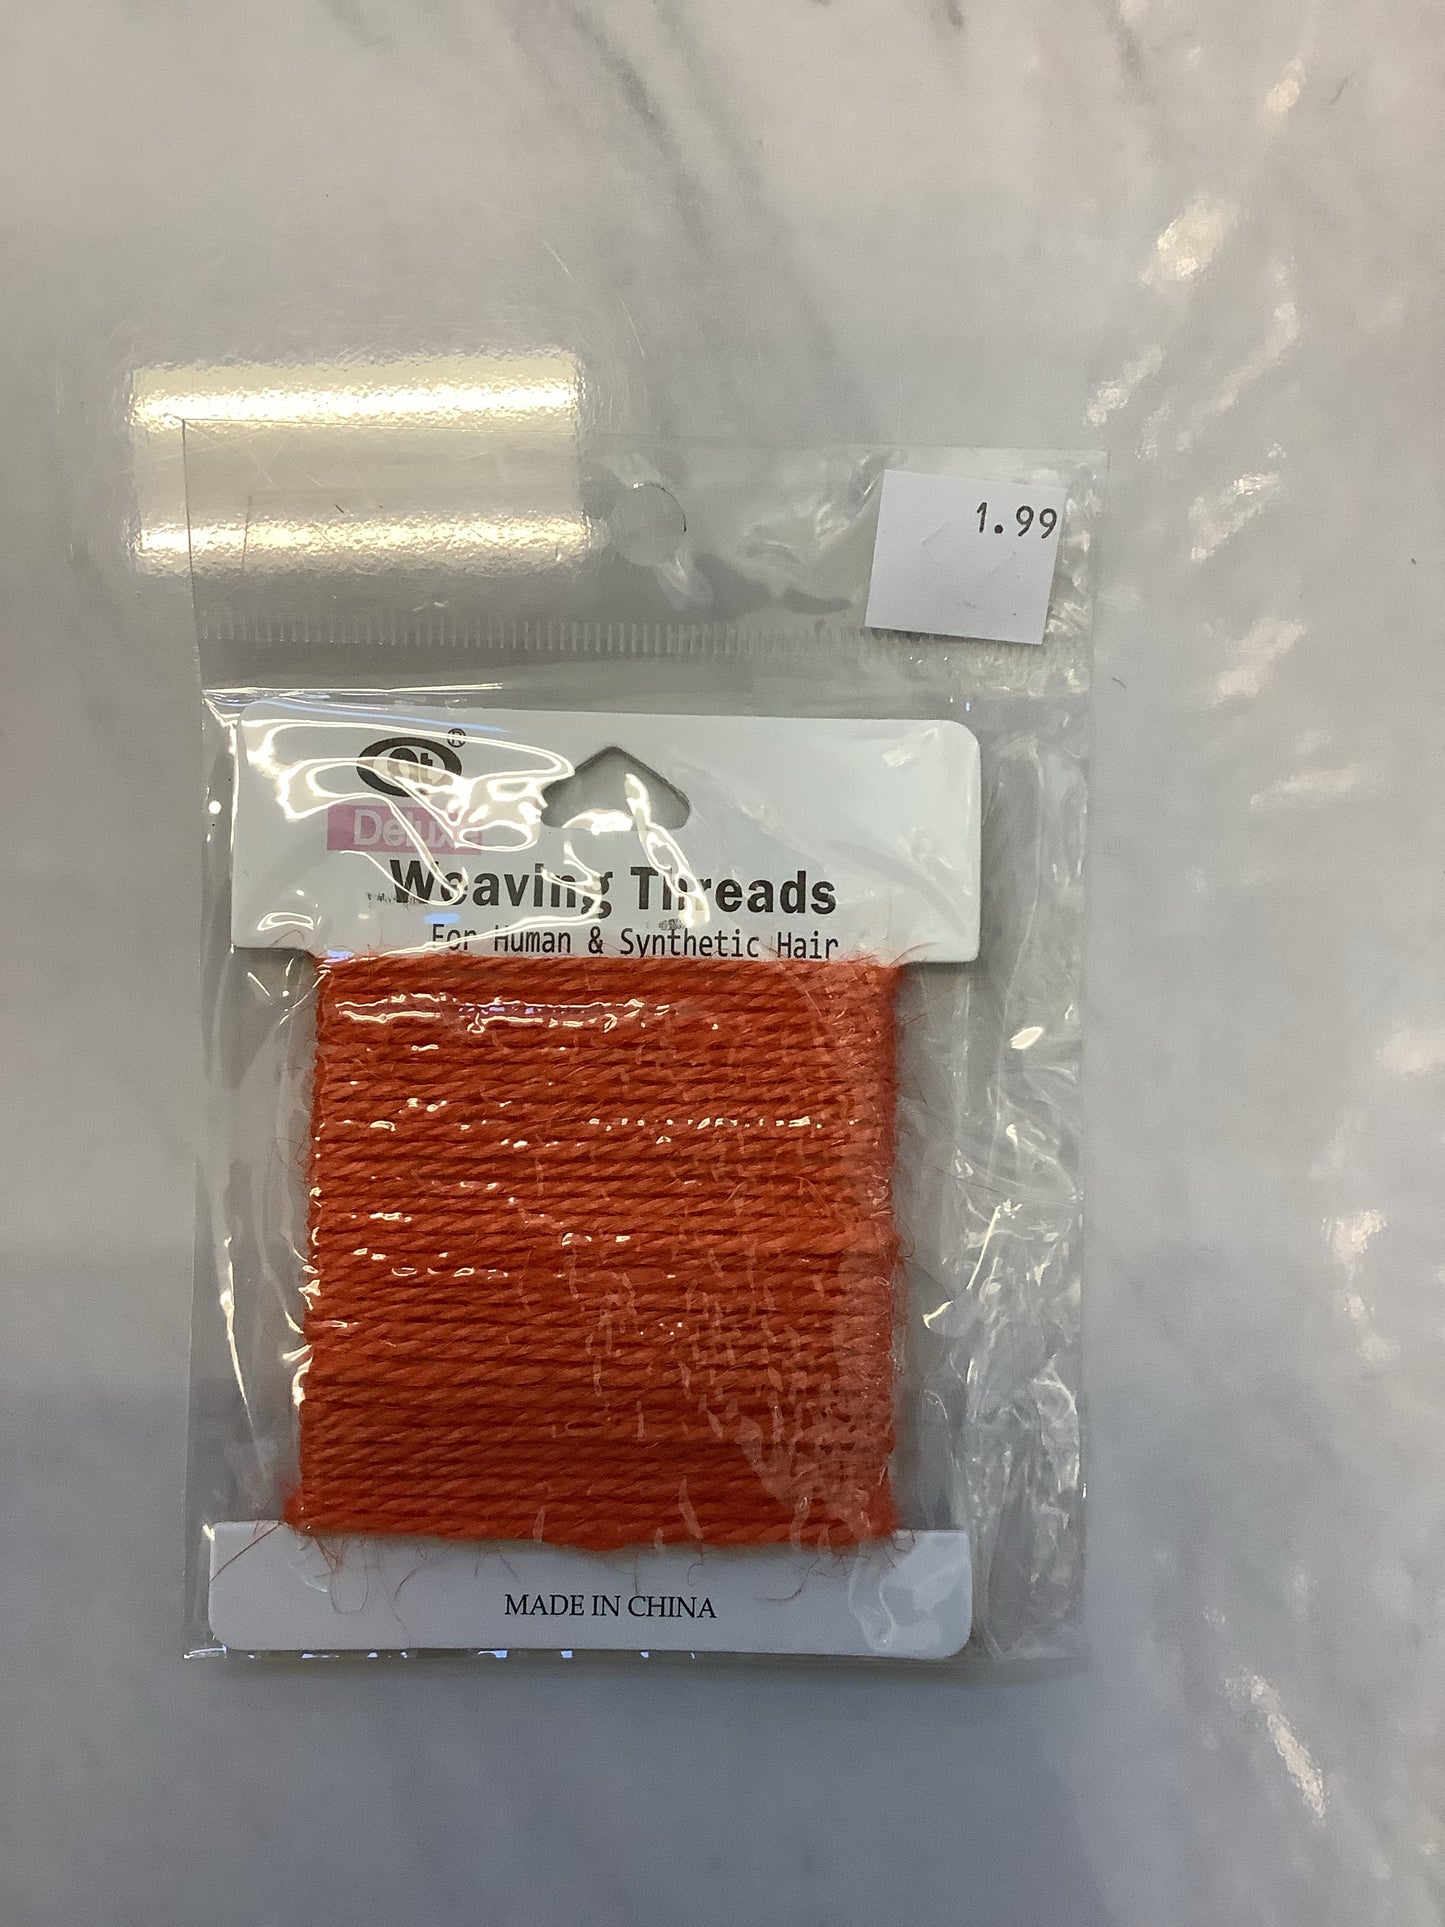 1.99
®
Deluxe
Weaving Threads
For Human & Synthetic Hair
MADE IN CHINA